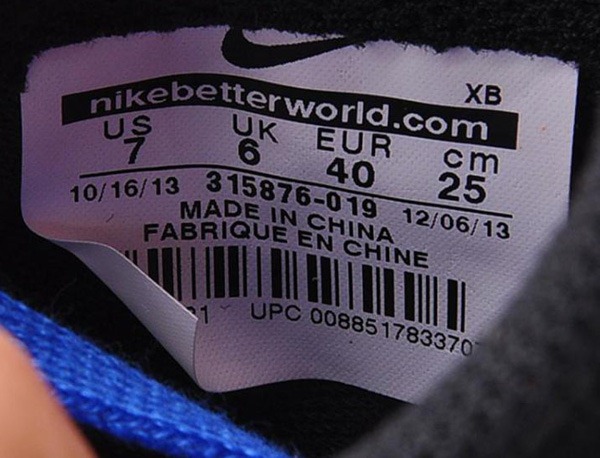 XB
nikebetterworld.com
US UK EUR cm
7 6 40 25
10/16/13 315876-019 12/06/13
MADE IN CHINA
FABRIQUE EN CHINE
UPC 008851783370